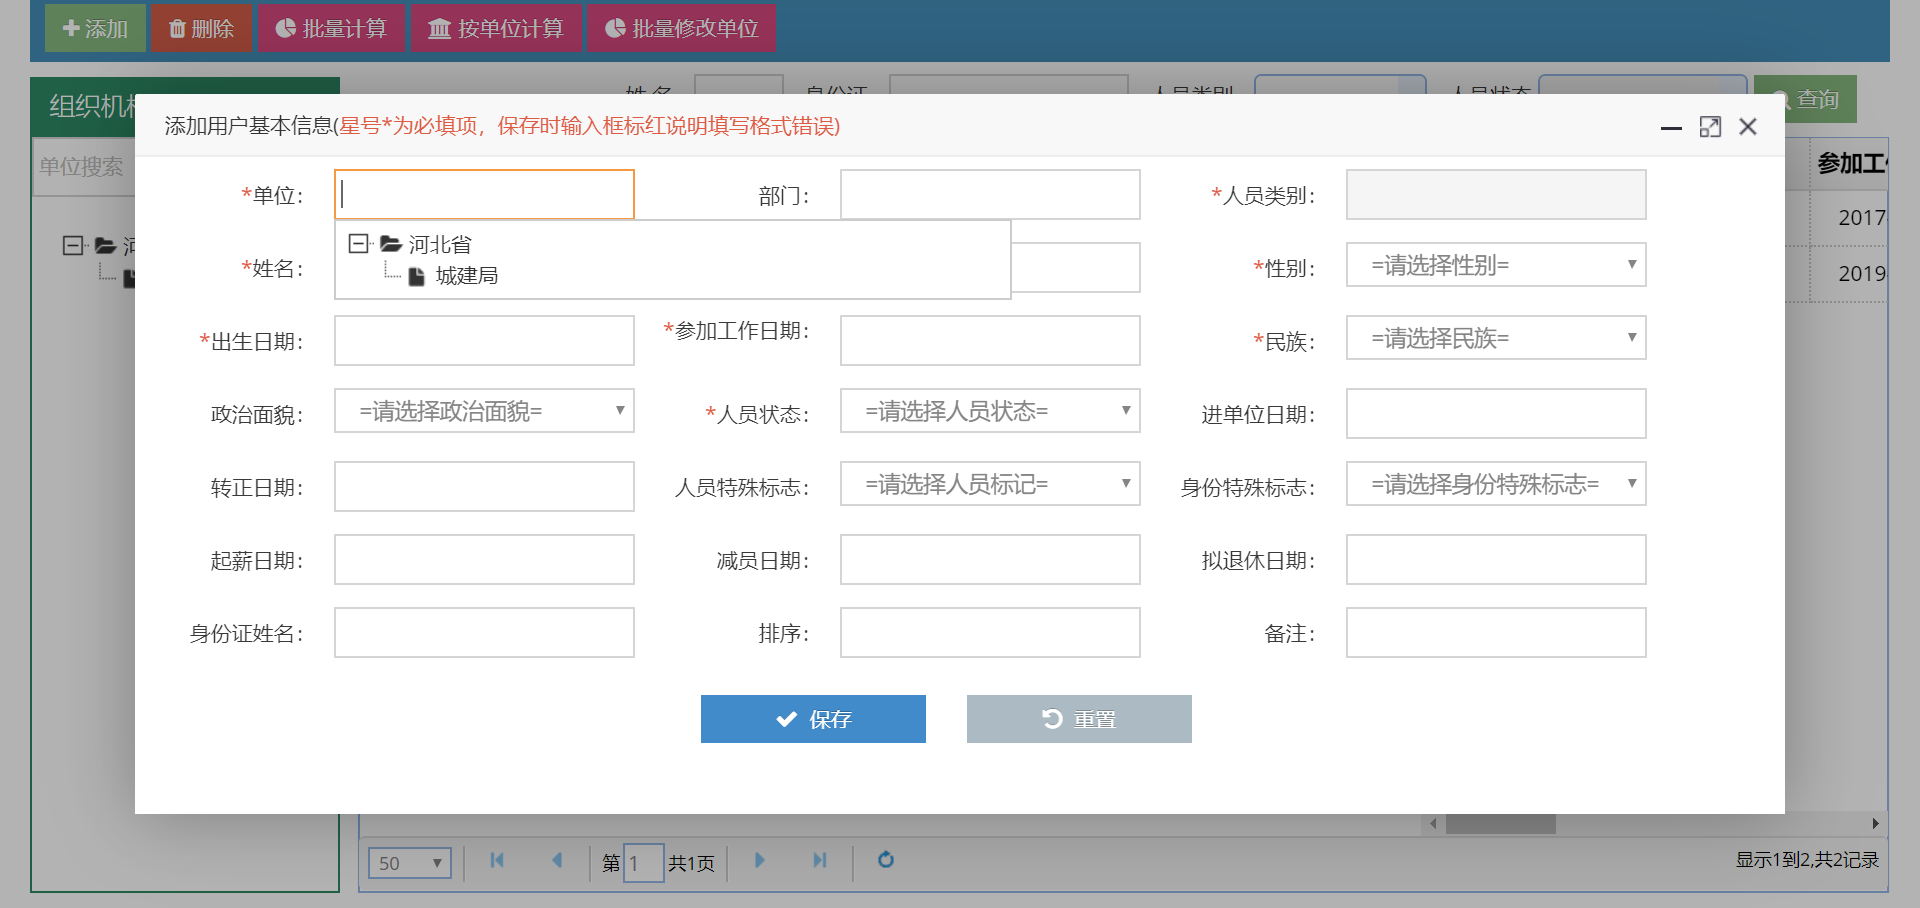 添加 删除 批量计算 按单位计算 批量修改单位
查询
组织机
单位搜索
参加工
2017
2019
添加用户基本信息(星号*为必填项，保存时输入框标红说明填写格式错误)
*单位： 部门： *人员类别：
河北省
城建局
*姓名： *性别： =请选择性别=
*出生日期： *参加工作日期： *民族： =请选择民族=
政治面貌： =请选择政治面貌= *人员状态： =请选择人员状态= 进单位日期：
转正日期： 人员特殊标志： =请选择人员标记= 身份特殊标志： =请选择身份特殊标志=
起薪日期： 减员日期： 拟退休日期：
身份证姓名： 排序： 备注：
保存 重置
50 第 1 共1页 显示1到2,共2记录